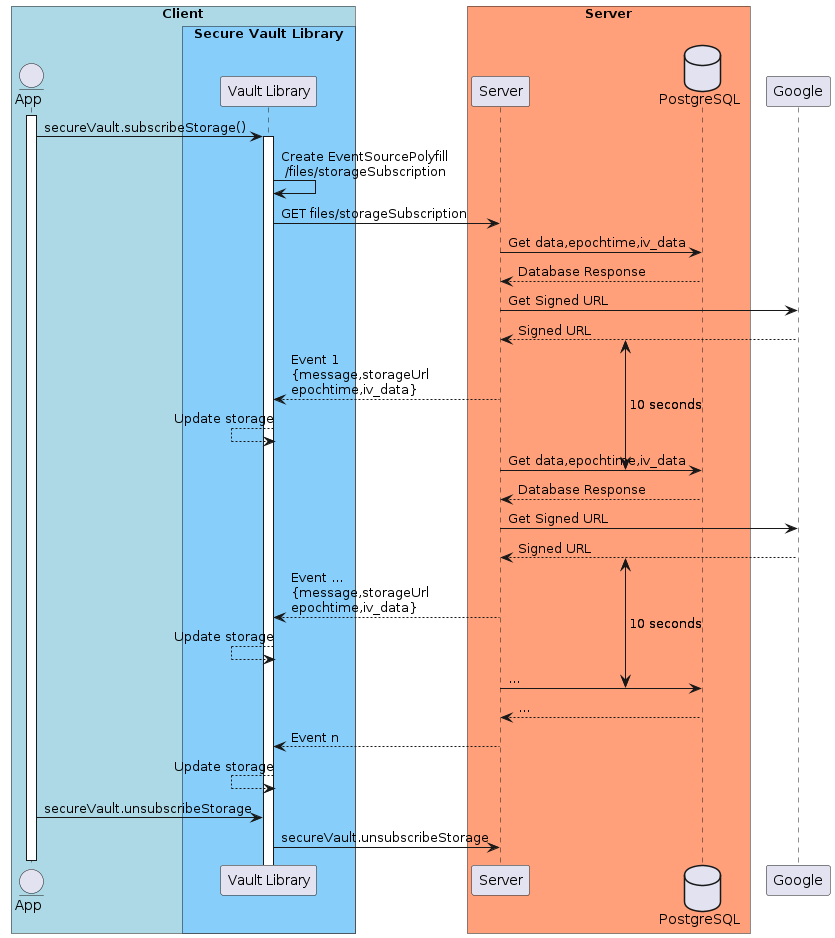 Client
Server
Secure Vault Library
App
Vault Library
Server
PostgreSQL
Google
secureVault.subscribeStorage()
Create EventSourcePolyfill
/files/storageSubscription
GET files/storageSubscription
Get data,epochtime,iv_data
Database Response
Get Signed URL
Signed URL
Event 1
{message,storageUrl
epochtime,iv_data}
10 seconds
Update storage
Get data,epochtime,iv_data
Database Response
Get Signed URL
Signed URL
Event ...
{message,storageUrl
epochtime,iv_data}
10 seconds
Update storage
...
...
Event n
Update storage
secureVault.unsubscribeStorage
secureVault.unsubscribeStorage
App
Vault Library
Server
PostgreSQL
Google